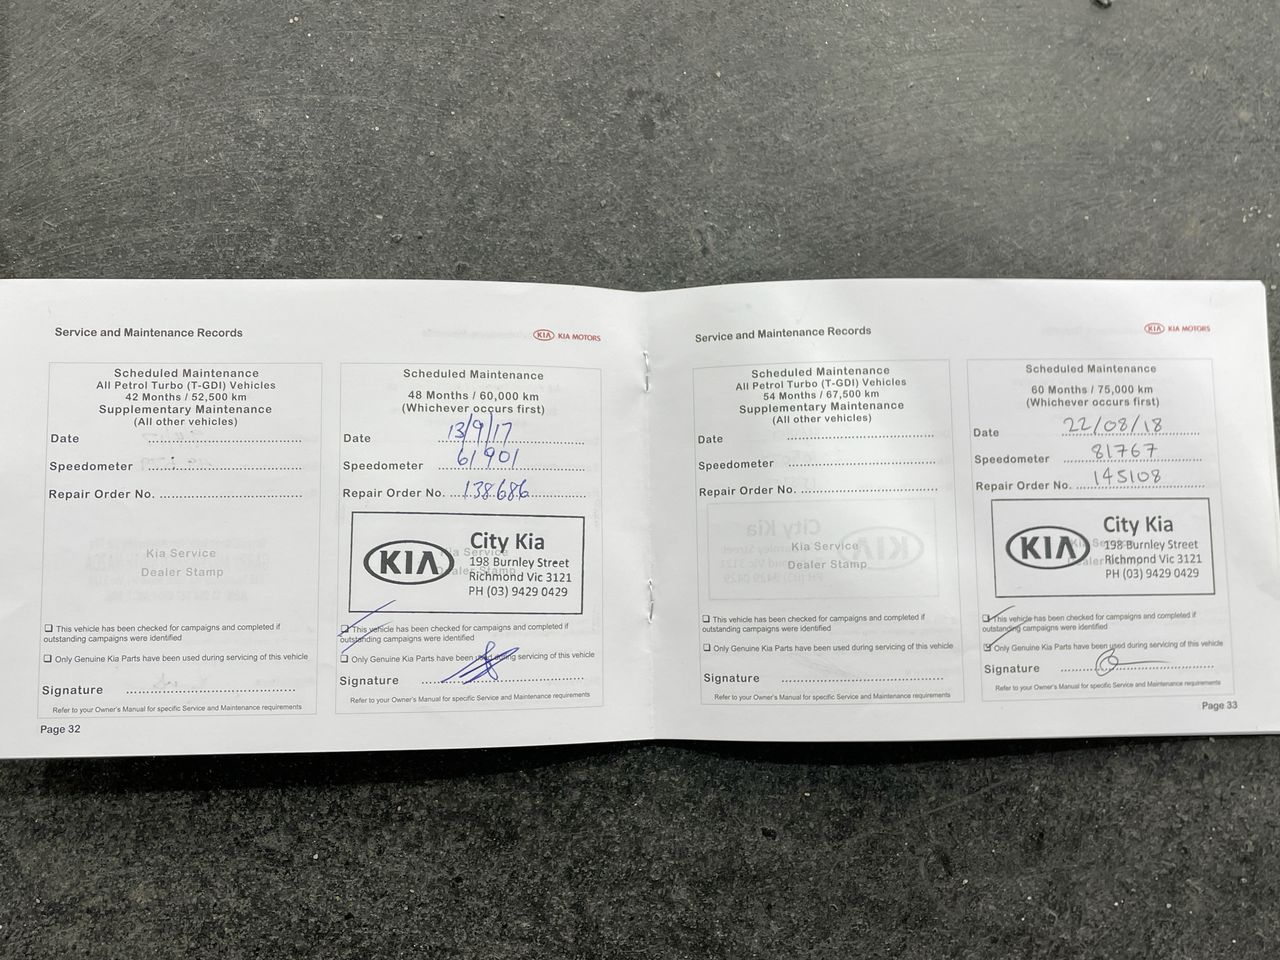 Service and Maintenance Records
KIA KIA MOTORS
Scheduled Maintenance
All Petrol Turbo (T-GDI) Vehicles
42 Months / 52,500 km
Supplementary Maintenance
(All other vehicles)
Date
Speedometer
Repair Order No.
Kia Service
Dealer Stamp
❏ This vehicle has been checked for campaigns and completed if
outstanding campaigns were identified
❏ Only Genuine Kia Parts have been used during servicing of this vehicle
Signature
Refer to your Owner's Manual for specific Service and Maintenance requirements
Page 32
Scheduled Maintenance
48 Months / 60,000 km
(Whichever occurs first)
Date 13/9/17
Speedometer 61901
Repair Order No. 138686
KIA
City Kia
198 Burnley Street
Richmond Vic 3121
PH (03) 9429 0429
Kia Service
Dealer Stamp
❏ This vehicle has been checked for campaigns and completed if
outstanding campaigns were identified
❏ Only Genuine Kia Parts have been used during servicing of this vehicle
Signature
Refer to your Owner's Manual for specific Service and Maintenance requirements
Service and Maintenance Records
KIA KIA MOTORS
Scheduled Maintenance
All Petrol Turbo (T-GDI) Vehicles
54 Months / 67,500 km
Supplementary Maintenance
(All other vehicles)
Date
Speedometer
Repair Order No.
Kia Service
Dealer Stamp
❏ This vehicle has been checked for campaigns and completed if
outstanding campaigns were identified
❏ Only Genuine Kia Parts have been used during servicing of this vehicle
Signature
Refer to your Owner's Manual for specific Service and Maintenance requirements
Scheduled Maintenance
60 Months / 75,000 km
(Whichever occurs first)
Date 22/08/18
Speedometer 81767
Repair Order No. 145108
KIA
City Kia
198 Burnley Street
Richmond Vic 3121
PH (03) 9429 0429
❏ This vehicle has been checked for campaigns and completed if
outstanding campaigns were identified
❏ Only Genuine Kia Parts have been used during servicing of this vehicle
Signature
Refer to your Owner's Manual for specific Service and Maintenance requirements
Page 33